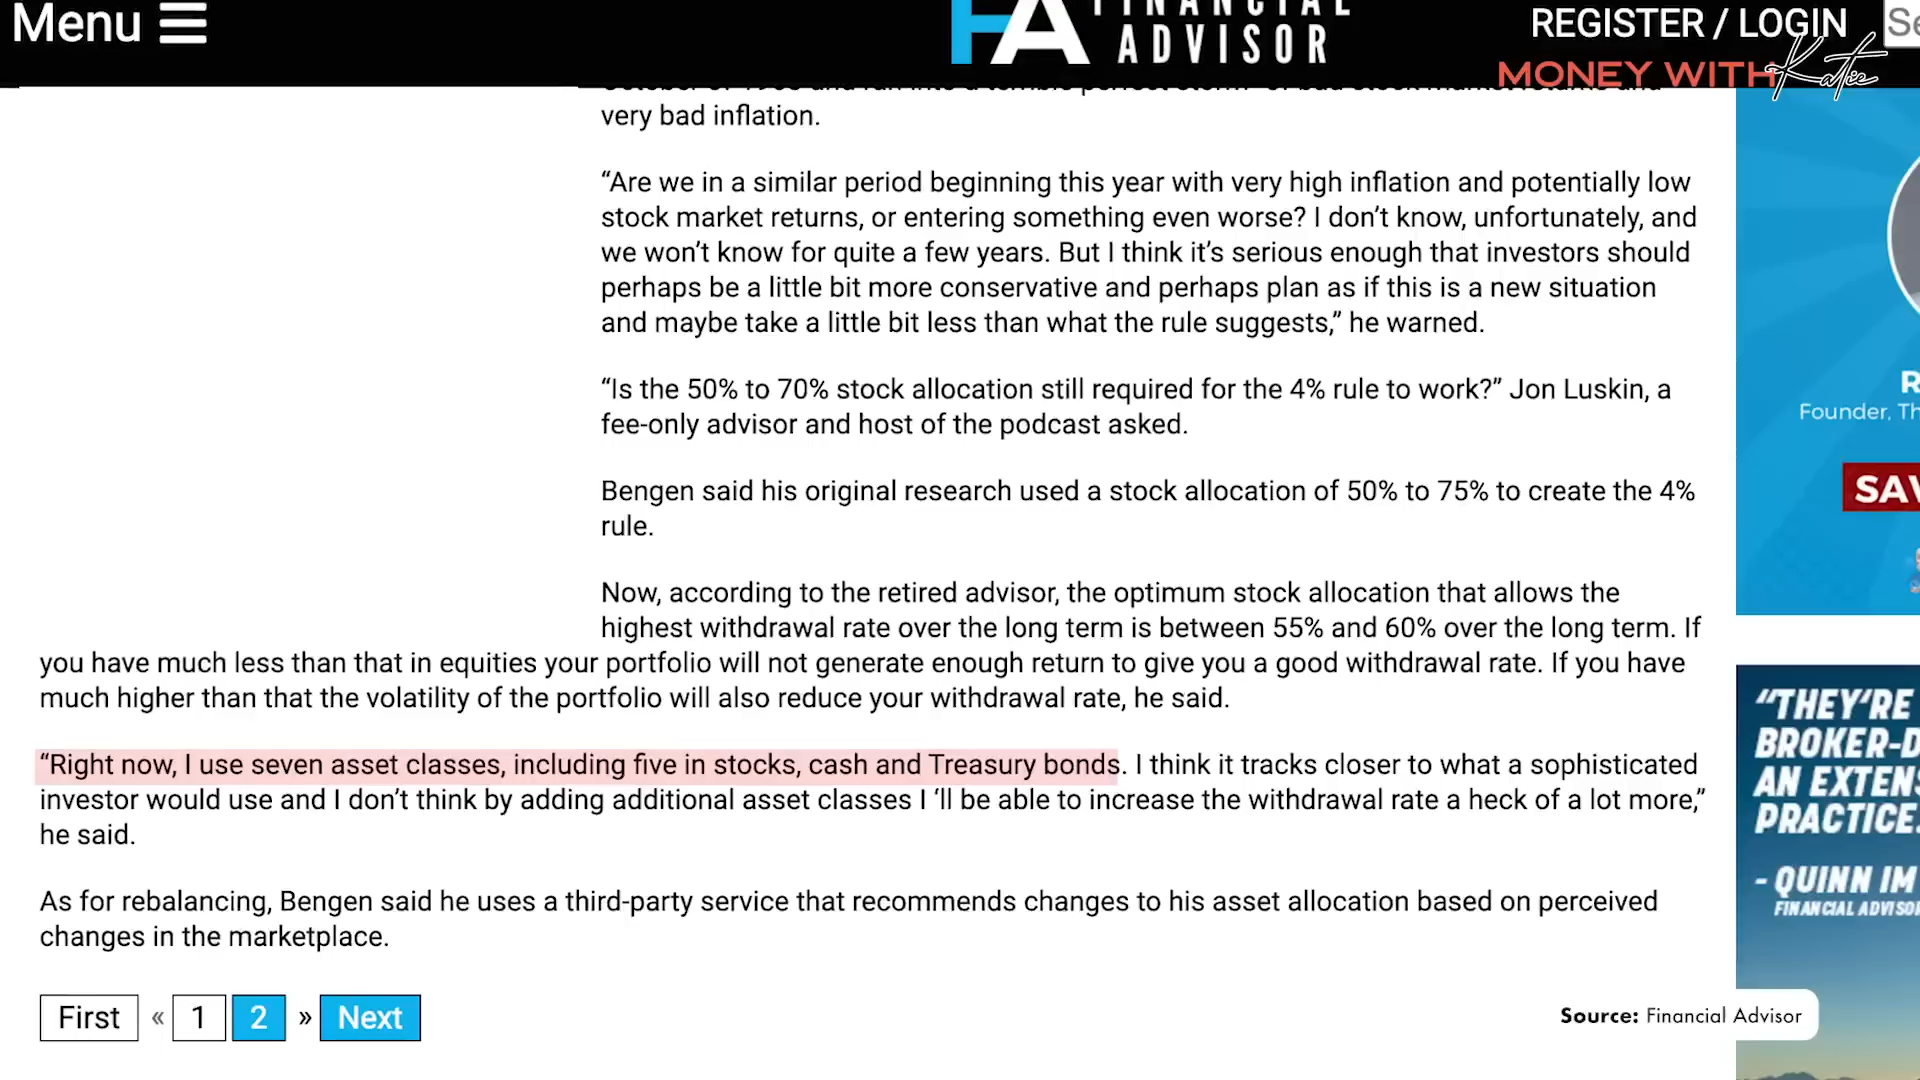 Menu
FA FINANCIAL
ADVISOR
REGISTER / LOGIN
Se
MONEY WITH Katie
very bad inflation.
“Are we in a similar period beginning this year with very high inflation and potentially low
stock market returns, or entering something even worse? I don’t know, unfortunately, and
we won’t know for quite a few years. But I think it’s serious enough that investors should
perhaps be a little bit more conservative and perhaps plan as if this is a new situation
and maybe take a little bit less than what the rule suggests,” he warned.
“Is the 50% to 70% stock allocation still required for the 4% rule to work?” Jon Luskin, a
fee-only advisor and host of the podcast asked.
Bengen said his original research used a stock allocation of 50% to 75% to create the 4%
rule.
Now, according to the retired advisor, the optimum stock allocation that allows the
highest withdrawal rate over the long term is between 55% and 60% over the long term. If
you have much less than that in equities your portfolio will not generate enough return to give you a good withdrawal rate. If you have
much higher than that the volatility of the portfolio will also reduce your withdrawal rate, he said.
“Right now, I use seven asset classes, including five in stocks, cash and Treasury bonds. I think it tracks closer to what a sophisticated
investor would use and I don’t think by adding additional asset classes I ‘ll be able to increase the withdrawal rate a heck of a lot more,”
he said.
As for rebalancing, Bengen said he uses a third-party service that recommends changes to his asset allocation based on perceived
changes in the marketplace.
First « 1 2 » Next
R
Founder, Th
SAV
“THEY’RE
BROKER-D
AN EXTENS
PRACTICE.
- QUINN IM
FINANCIAL ADVISO
Source: Financial Advisor